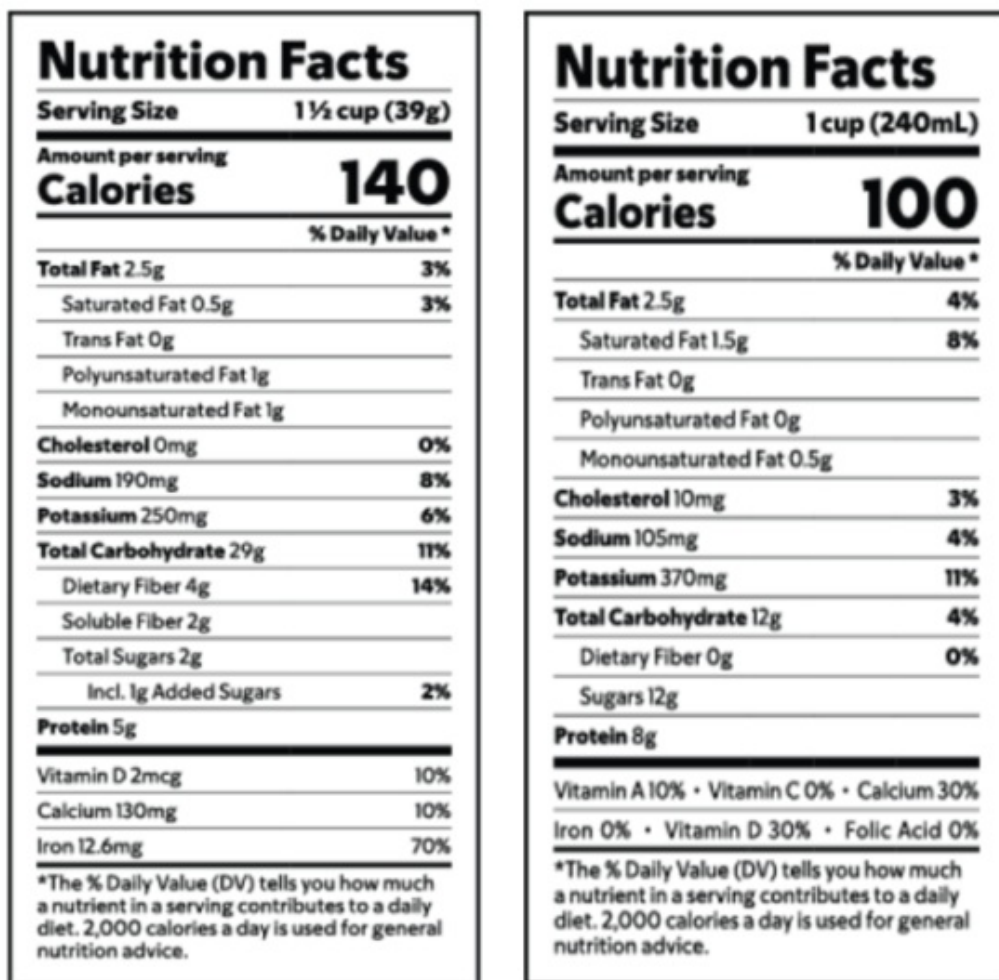 Nutrition Facts
Serving Size 1 ½ cup (39g)
Amount per serving
Calories 140
% Daily Value *
Total Fat 2.5g 3%
Saturated Fat 0.5g 3%
Trans Fat 0g
Polyunsaturated Fat 1g
Monounsaturated Fat 1g
Cholesterol 0mg 0%
Sodium 190mg 8%
Potassium 250mg 6%
Total Carbohydrate 29g 11%
Dietary Fiber 4g 14%
Soluble Fiber 2g
Total Sugars 2g
Incl. 1g Added Sugars 2%
Protein 5g
Vitamin D 2mcg 10%
Calcium 130mg 10%
Iron 12.6mg 70%
*The % Daily Value (DV) tells you how much
a nutrient in a serving contributes to a daily
diet. 2,000 calories a day is used for general
nutrition advice.
Nutrition Facts
Serving Size 1 cup (240mL)
Amount per serving
Calories 100
% Daily Value *
Total Fat 2.5g 4%
Saturated Fat 1.5g 8%
Trans Fat 0g
Polyunsaturated Fat 0g
Monounsaturated Fat 0.5g
Cholesterol 10mg 3%
Sodium 105mg 4%
Potassium 370mg 11%
Total Carbohydrate 12g 4%
Dietary Fiber 0g 0%
Sugars 12g
Protein 8g
Vitamin A 10% • Vitamin C 0% • Calcium 30%
Iron 0% • Vitamin D 30% • Folic Acid 0%
*The % Daily Value (DV) tells you how much
a nutrient in a serving contributes to a daily
diet. 2,000 calories a day is used for general
nutrition advice.